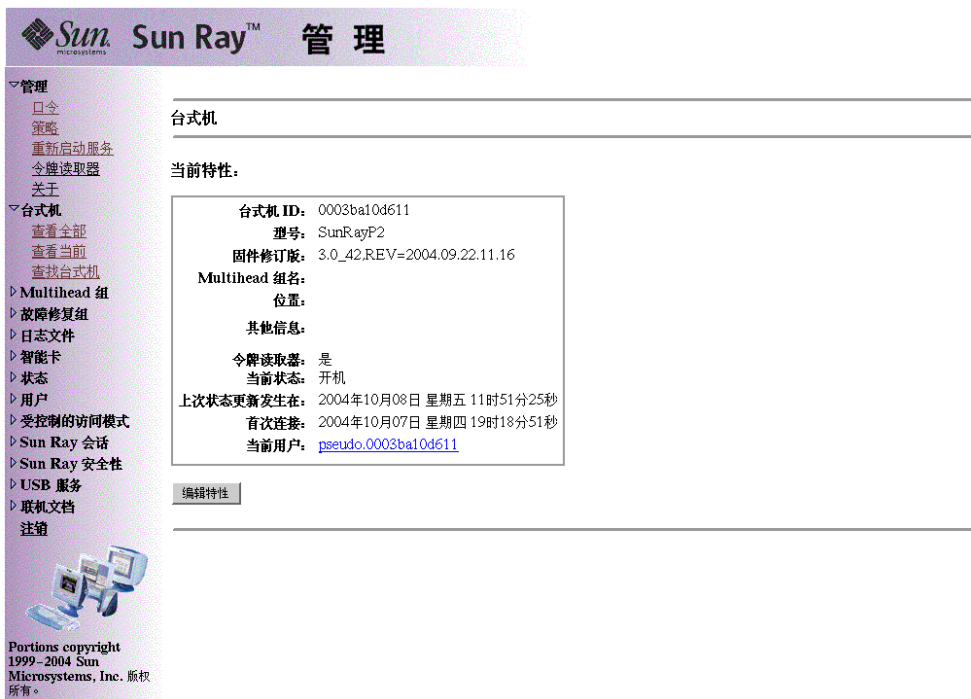 Sun microsystems Sun Ray™ 管 理
管理
口令
策略
重新启动服务
令牌读取器
关于
台式机
查看全部
查看当前
查找台式机
Multihead 组
故障修复组
日志文件
智能卡
状态
用户
受控制的访问模式
Sun Ray 会话
Sun Ray 安全性
USB 服务
联机文档
注销
Portions copyright
1999-2004 Sun
Microsystems, Inc. 版权
所有。
台式机
当前特性：
台式机 ID： 0003ba10d611
型号： SunRayP2
固件修订版： 3.0_42,REV=2004.09.22.11.16
Multihead 组名：
位置：
其他信息：
令牌读取器： 是
当前状态： 开机
上次状态更新发生在： 2004年10月08日 星期五 11时51分25秒
首次连接： 2004年10月07日 星期四 19时18分51秒
当前用户： pseudo.0003ba10d611
编辑特性